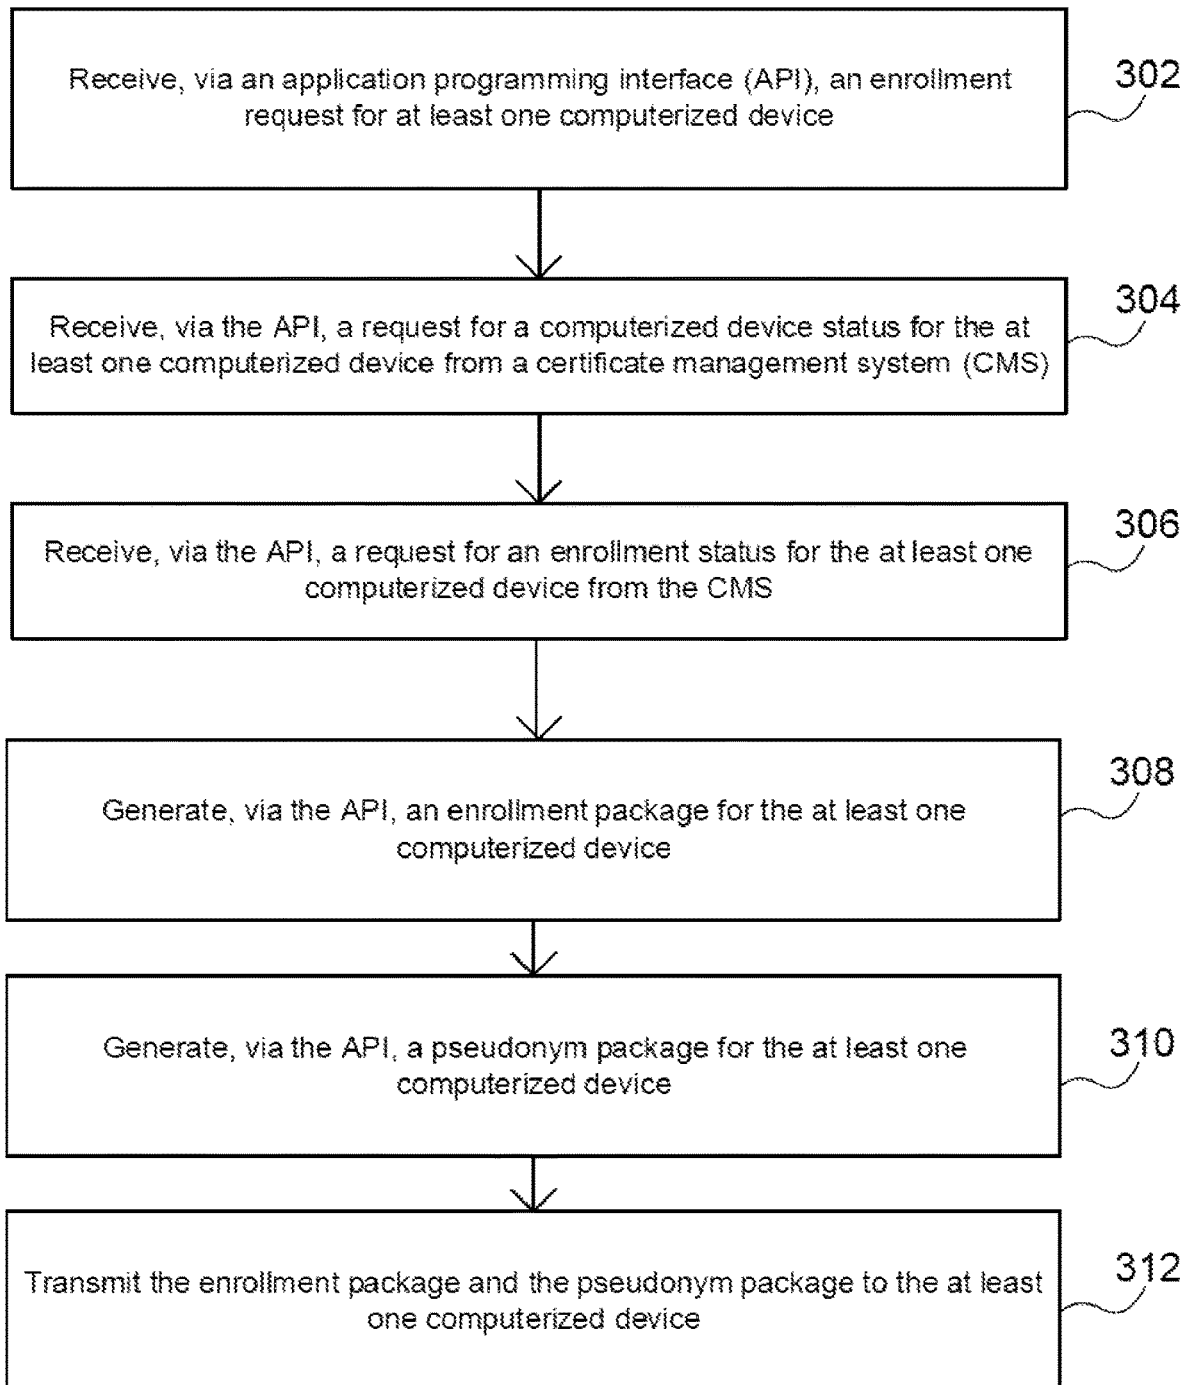 Receive, via an application programming interface (API), an enrollment
request for at least one computerized device
302
Receive, via the API, a request for a computerized device status for the at
least one computerized device from a certificate management system (CMS)
304
Receive, via the API, a request for an enrollment status for the at least one
computerized device from the CMS
306
Generate, via the API, an enrollment package for the at least one
computerized device
308
Generate, via the API, a pseudonym package for the at least one
computerized device
310
Transmit the enrollment package and the pseudonym package to the at least
one computerized device
312